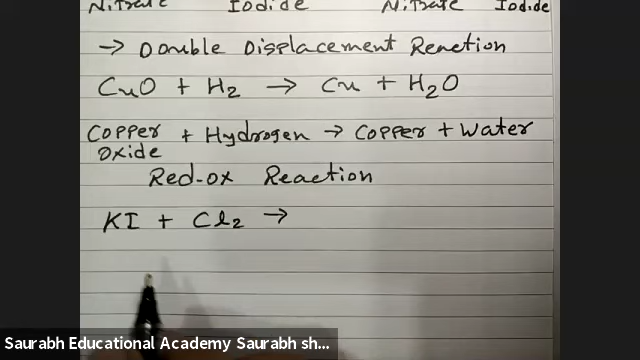 Nitrate Iodide Nitrate Iodide
→ Double Displacement Reaction
CuO + H2 → Cu + H2O
Copper + Hydrogen → Copper + Water
oxide
Red-ox Reaction
KI + Cl2 →
Saurabh Educational Academy Saurabh sh...